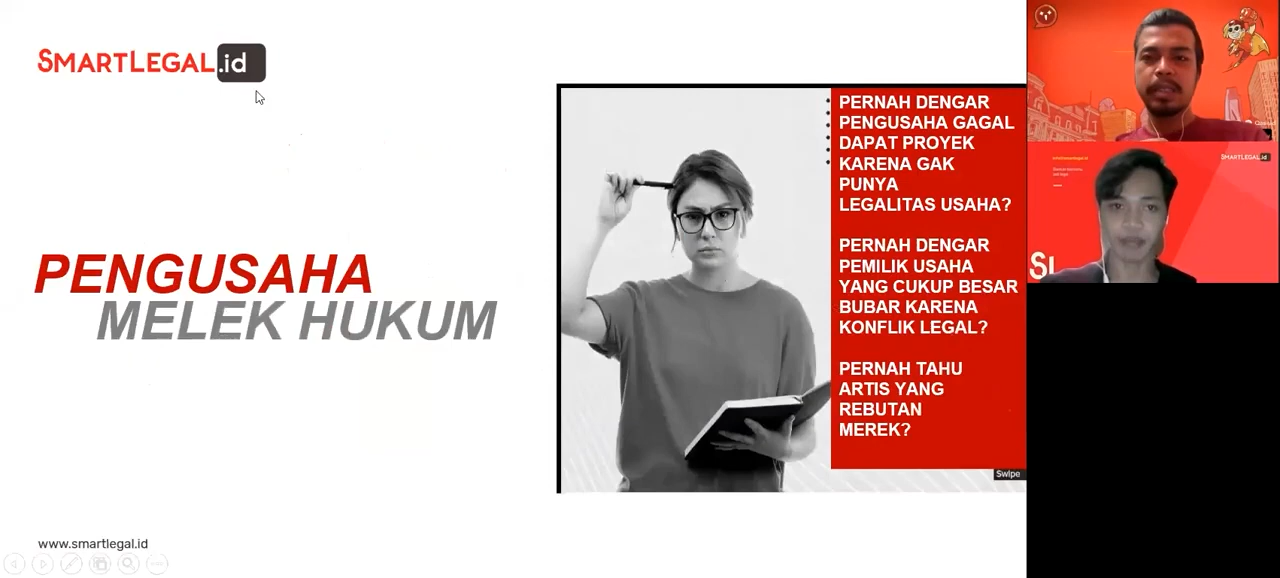 SMARTLEGAL.id
PENGUSAHA
MELEK HUKUM
PERNAH DENGAR
PENGUSAHA GAGAL
DAPAT PROYEK
KARENA GAK
PUNYA
LEGALITAS USAHA?
PERNAH DENGAR
PEMILIK USAHA
YANG CUKUP BESAR
BUBAR KARENA
KONFLIK LEGAL?
PERNAH TAHU
ARTIS YANG
REBUTAN
MEREK?
Swipe
www.smartlegal.id
SMARTLEGAL.id